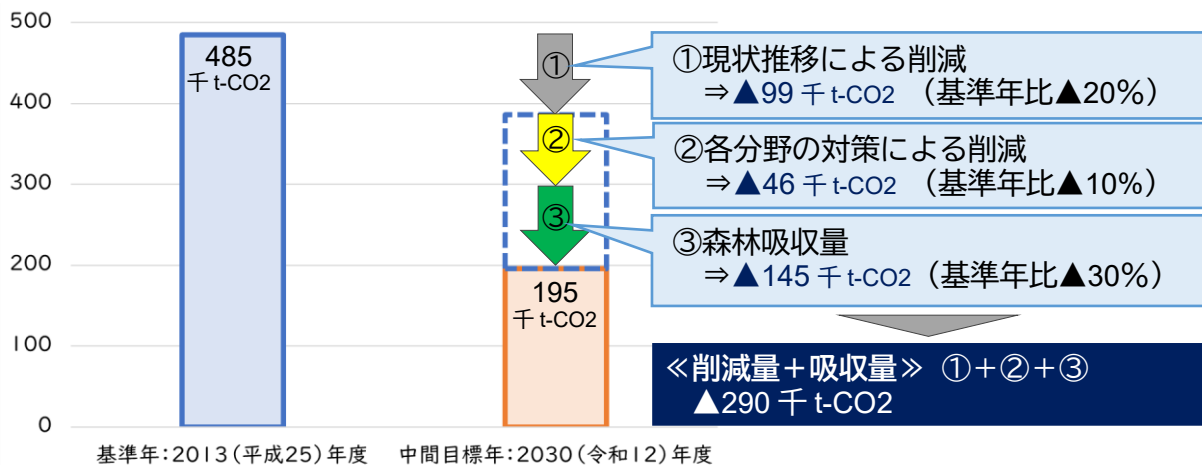 500
400
300
200
100
0
485
千 t-CO2
①
②
③
195
千 t-CO2
基準年:2013(平成25)年度
中間目標年:2030(令和12)年度
①現状推移による削減
⇒▲99 千 t-CO2 (基準年比▲20%)
②各分野の対策による削減
⇒▲46 千 t-CO2 (基準年比▲10%)
③森林吸収量
⇒▲145 千 t-CO2 (基準年比▲30%)
≪削減量+吸収量≫ ①+②+③
▲290 千 t-CO2